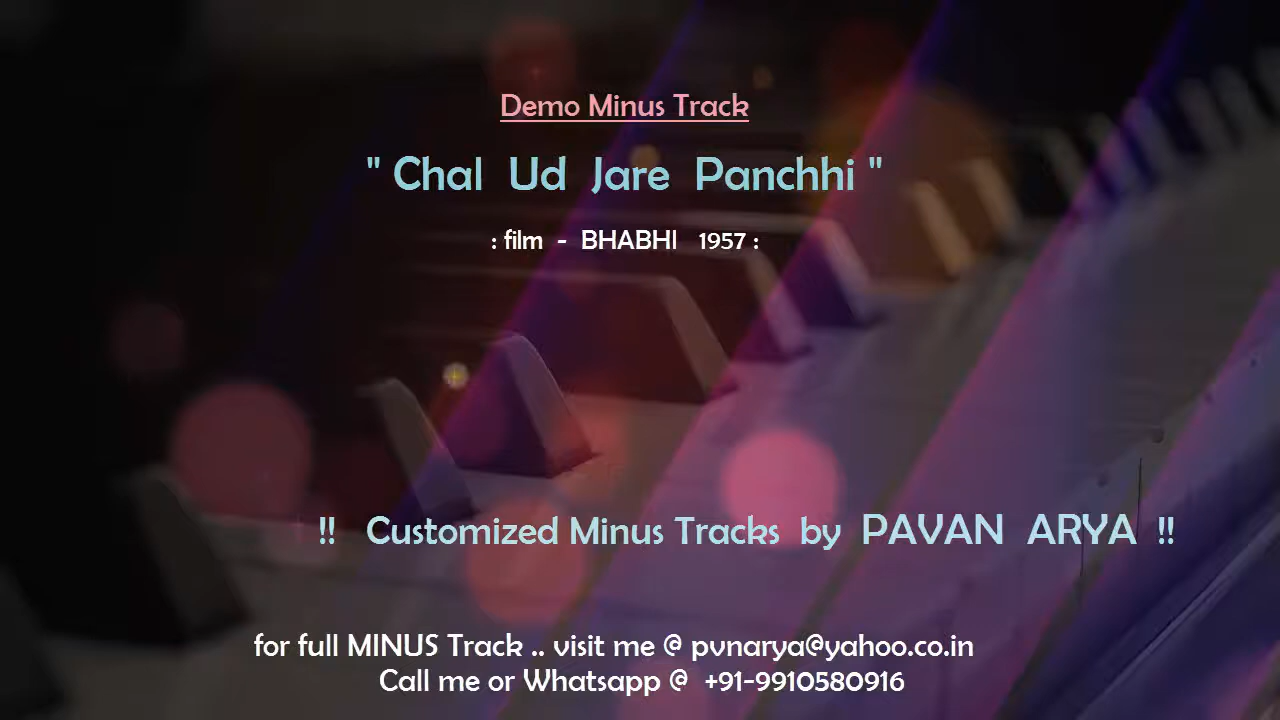 Demo Minus Track
" Chal Ud Jare Panchhi "
: film - BHABHI 1957 :
!! Customized Minus Tracks by PAVAN ARYA !!
for full MINUS Track .. visit me @ pvnarya@yahoo.co.in
Call me or Whatsapp @ +91-9910580916